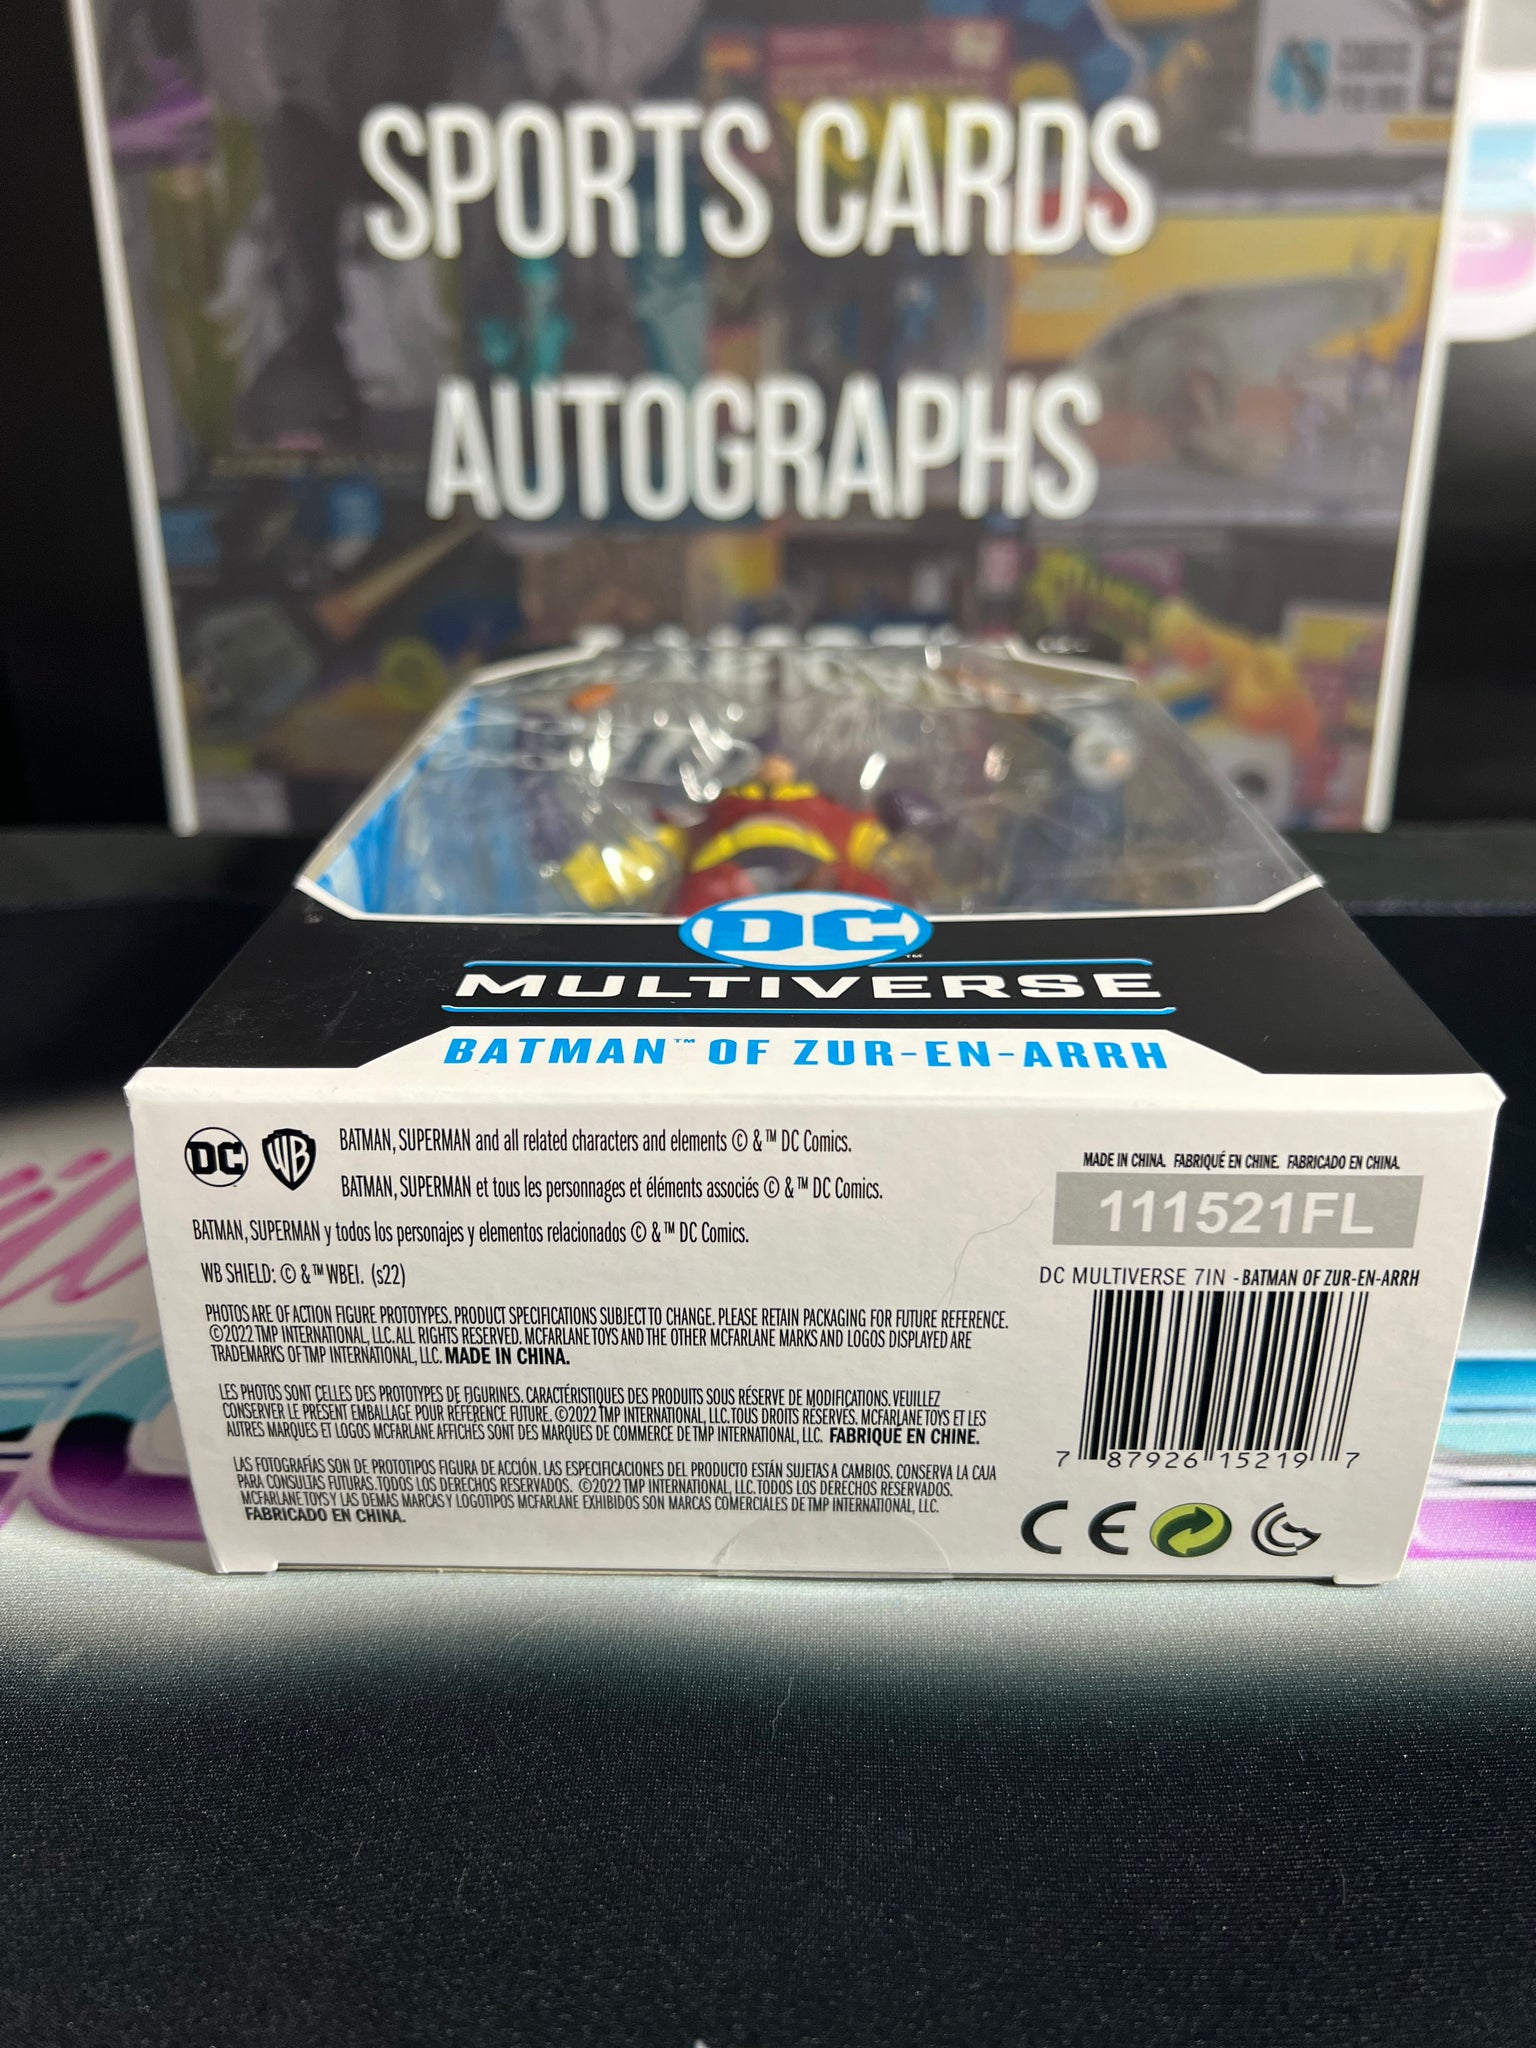 SPORTS CARDS
AUTOGRAPHS
DC
MULTIVERSE
BATMAN™ OF ZUR-EN-ARRH
DC WB BATMAN, SUPERMAN and all related characters and elements © & ™ DC Comics.
BATMAN, SUPERMAN et tous les personnages et éléments associés © & ™ DC Comics.
BATMAN, SUPERMAN y todos los personajes y elementos relacionados © & ™ DC Comics.
WB SHIELD: © & ™ WBEI. (s22)
PHOTOS ARE OF ACTION FIGURE PROTOTYPES. PRODUCT SPECIFICATIONS SUBJECT TO CHANGE. PLEASE RETAIN PACKAGING FOR FUTURE REFERENCE.
©2022 TMP INTERNATIONAL, LLC. ALL RIGHTS RESERVED. MCFARLANE TOYS AND THE OTHER MCFARLANE MARKS AND LOGOS DISPLAYED ARE
TRADEMARKS OF TMP INTERNATIONAL, LLC. MADE IN CHINA.
LES PHOTOS SONT CELLES DES PROTOTYPES DE FIGURINES. CARACTÉRISTIQUES DES PRODUITS SOUS RÉSERVE DE MODIFICATIONS. VEUILLEZ
CONSERVER LE PRÉSENT EMBALLAGE POUR RÉFÉRENCE FUTURE. ©2022 TMP INTERNATIONAL, LLC. TOUS DROITS RÉSERVÉS. MCFARLANE TOYS ET LES
AUTRES MARQUES ET LOGOS MCFARLANE AFFICHÉS SONT DES MARQUES DE COMMERCE DE TMP INTERNATIONAL, LLC. FABRIQUÉ EN CHINE.
LAS FOTOGRAFÍAS SON DE PROTOTIPOS FIGURA DE ACCIÓN. LAS ESPECIFICACIONES DEL PRODUCTO ESTÁN SUJETAS A CAMBIOS. CONSERVA LA CAJA
PARA CONSULTAS FUTURAS. TODOS LOS DERECHOS RESERVADOS. ©2022 TMP INTERNATIONAL, LLC. TODOS LOS DERECHOS RESERVADOS.
MCFARLANE TOYS Y LAS DEMAS MARCAS Y LOGOTIPOS MCFARLANE EXHIBIDOS SON MARCAS COMERCIALES DE TMP INTERNATIONAL, LLC.
FABRICADO EN CHINA.
MADE IN CHINA. FABRIQUÉ EN CHINE. FABRICADO EN CHINA.
111521FL
DC MULTIVERSE 7IN - BATMAN OF ZUR-EN-ARRH
7 87926 15219 7
CE